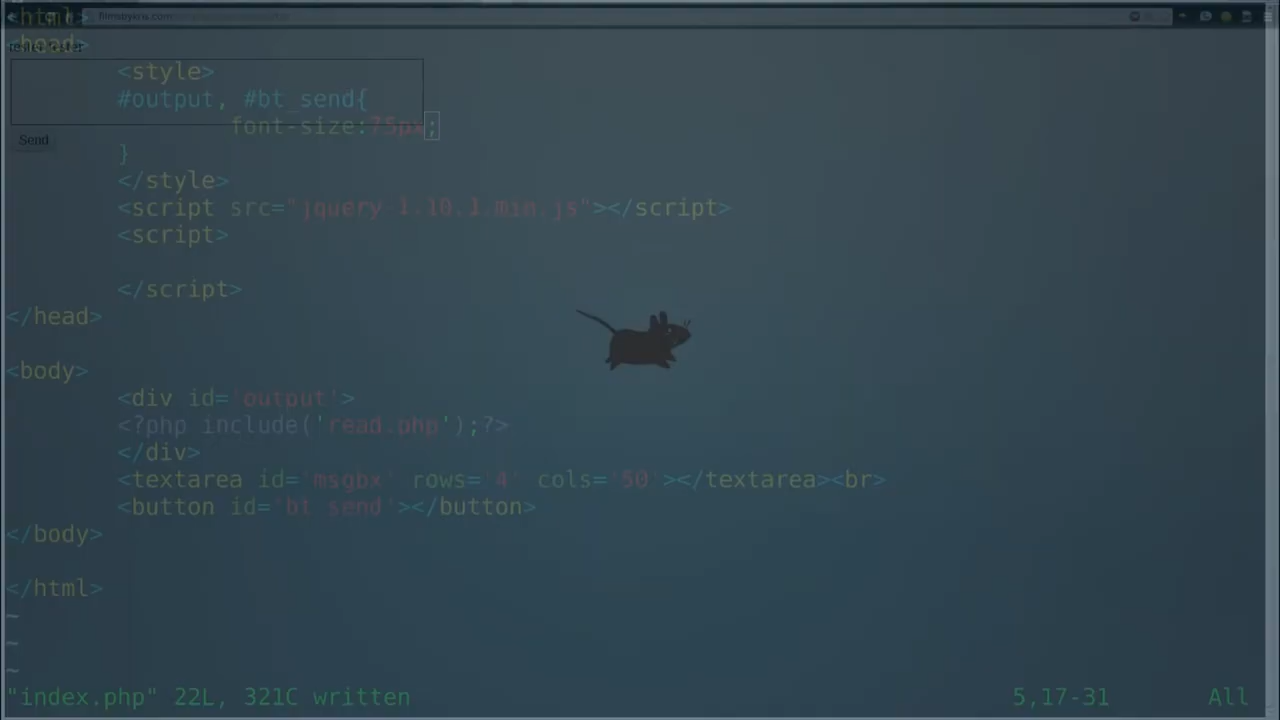 <html>
filmsbykris.com
<head>
<style>
#output, #bt_send{
font-size:75px;
Send
}
</style>
<script src="jquery-1.10.1.min.js"></script>
<script>
</script>
</head>
<body>
<div id='output'>
<?php include('read.php');?>
</div>
<textarea id='msgbx' rows='4' cols='50'></textarea><br>
<button id='bt_send'></button>
</body>
</html>
~
~
~
"index.php" 22L, 321C written 5,17-31 All